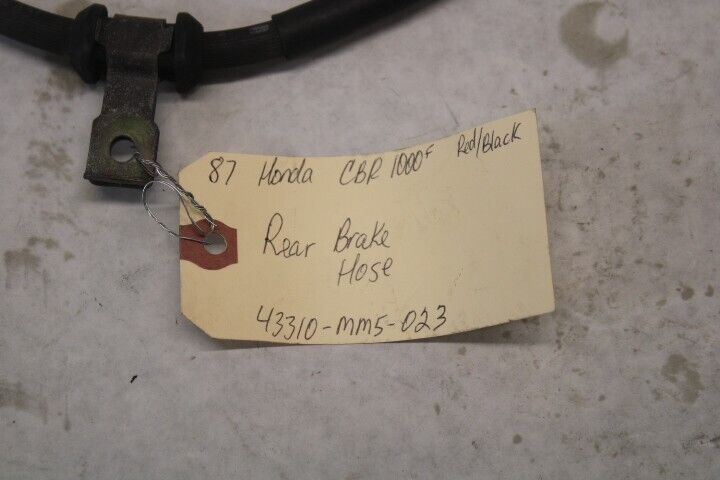 87 Honda CBR 1000F Red/Black
Rear Brake
Hose
43310-MM5-023